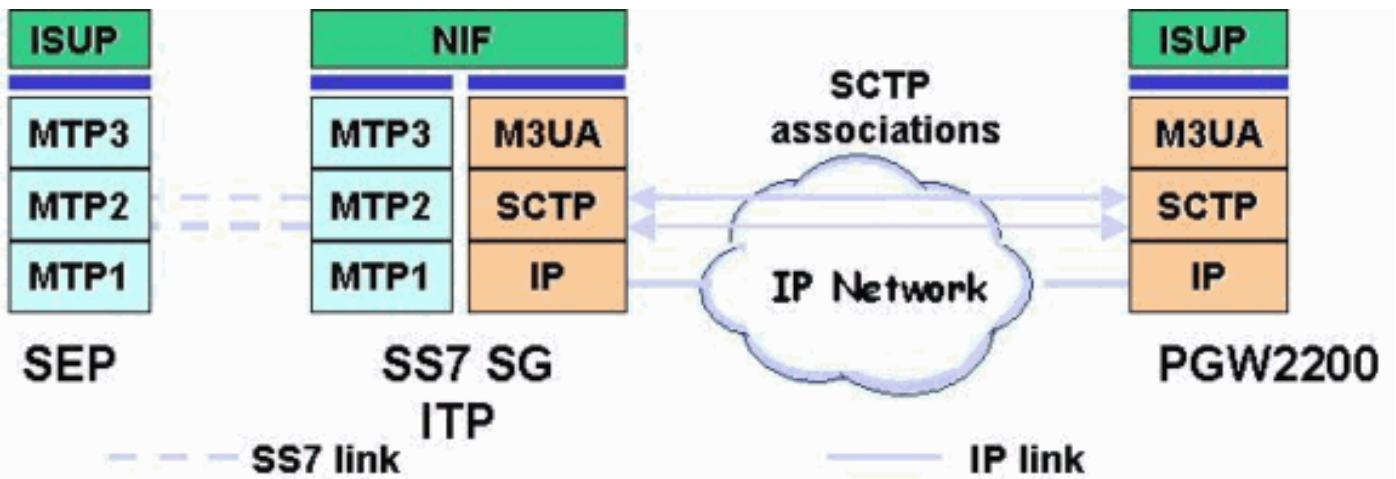 ISUP
NIF
ISUP
SCTP
associations
MTP3
MTP3
M3UA
M3UA
MTP2
MTP2
SCTP
SCTP
MTP1
MTP1
IP
IP Network
IP
SEP
SS7 SG
ITP
PGW2200
SS7 link
IP link